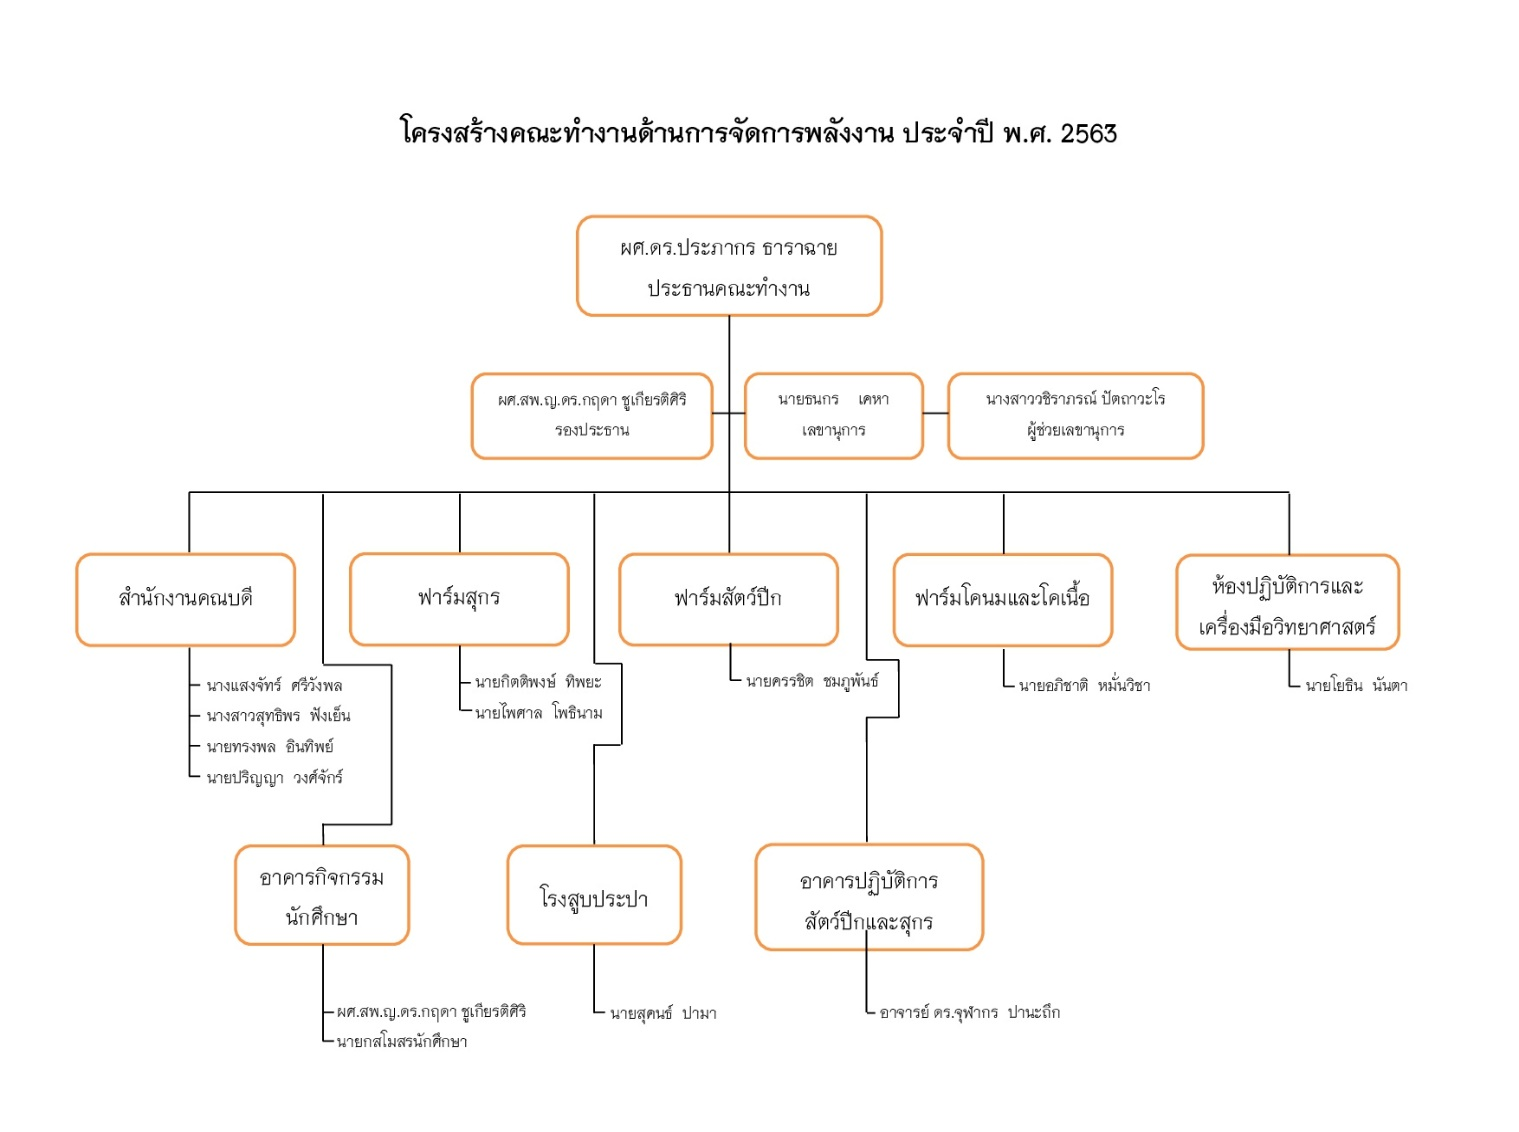 โครงสร้างคณะทำงานด้านการจัดการพลังงาน ประจำปี พ.ศ. 2563
ผศ.ดร.ประภากร ธาราฉาย
ประธานคณะทำงาน
ผศ.สพ.ญ.ดร.กฤดา ชูเกียรติศิริ
รองประธาน
นายธนกร เคหา
เลขานุการ
นางสาววชิราภรณ์ ปัตถาวะโร
ผู้ช่วยเลขานุการ
สำนักงานคณบดี
นางแสงจัทร์ ศรีวังพล
นางสาวสุทธิพร ฟังเย็น
นายทรงพล อินทิพย์
นายปริญญา วงศ์จักร์
ฟาร์มสุกร
นายกิตติพงษ์ ทิพยะ
นายไพศาล โพธินาม
ฟาร์มสัตว์ปีก
นายครรชิต ชมภูพันธ์
ฟาร์มโคนมและโคเนื้อ
นายอภิชาติ หมั่นวิชา
ห้องปฏิบัติการและ
เครื่องมือวิทยาศาสตร์
นายโยธิน นันตา
อาคารกิจกรรม
นักศึกษา
ผศ.สพ.ญ.ดร.กฤดา ชูเกียรติศิริ
นายกสโมสรนักศึกษา
โรงสูบประปา
นายสุคนธ์ ปามา
อาคารปฏิบัติการ
สัตว์ปีกและสุกร
อาจารย์ ดร.จุฬากร ปานะถึก